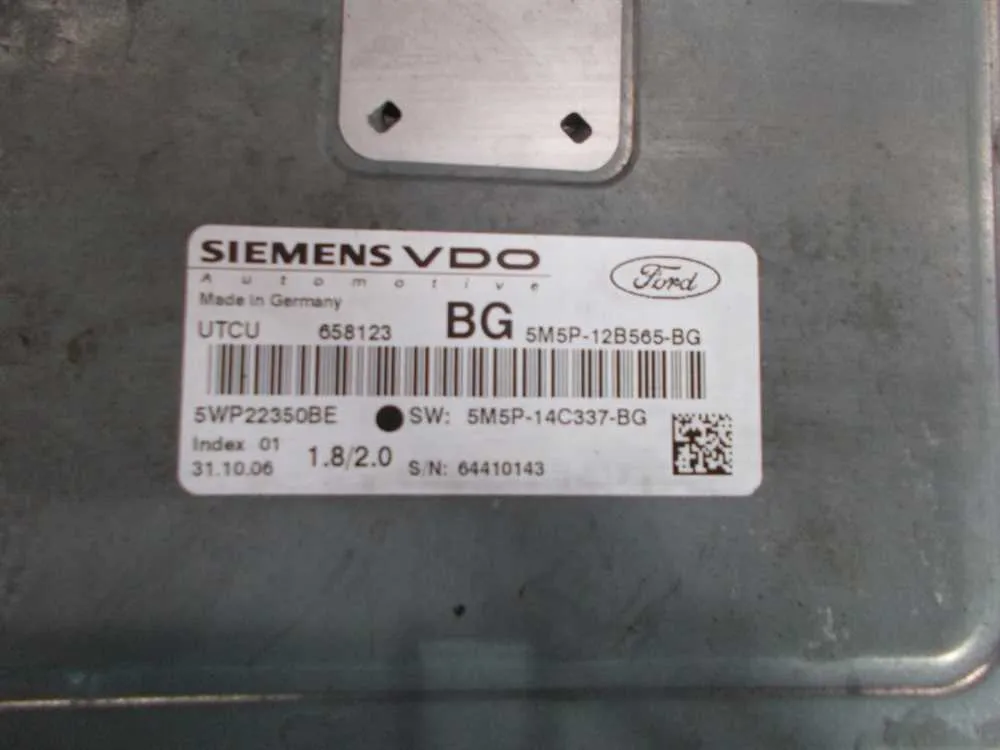 SIEMENS VDO
Automotive
Ford
Made in Germany
UTCU 658123 BG 5M5P-12B565-BG
5WP22350BE SW: 5M5P-14C337-BG
Index 01
31.10.06 1.8/2.0 S/N: 64410143